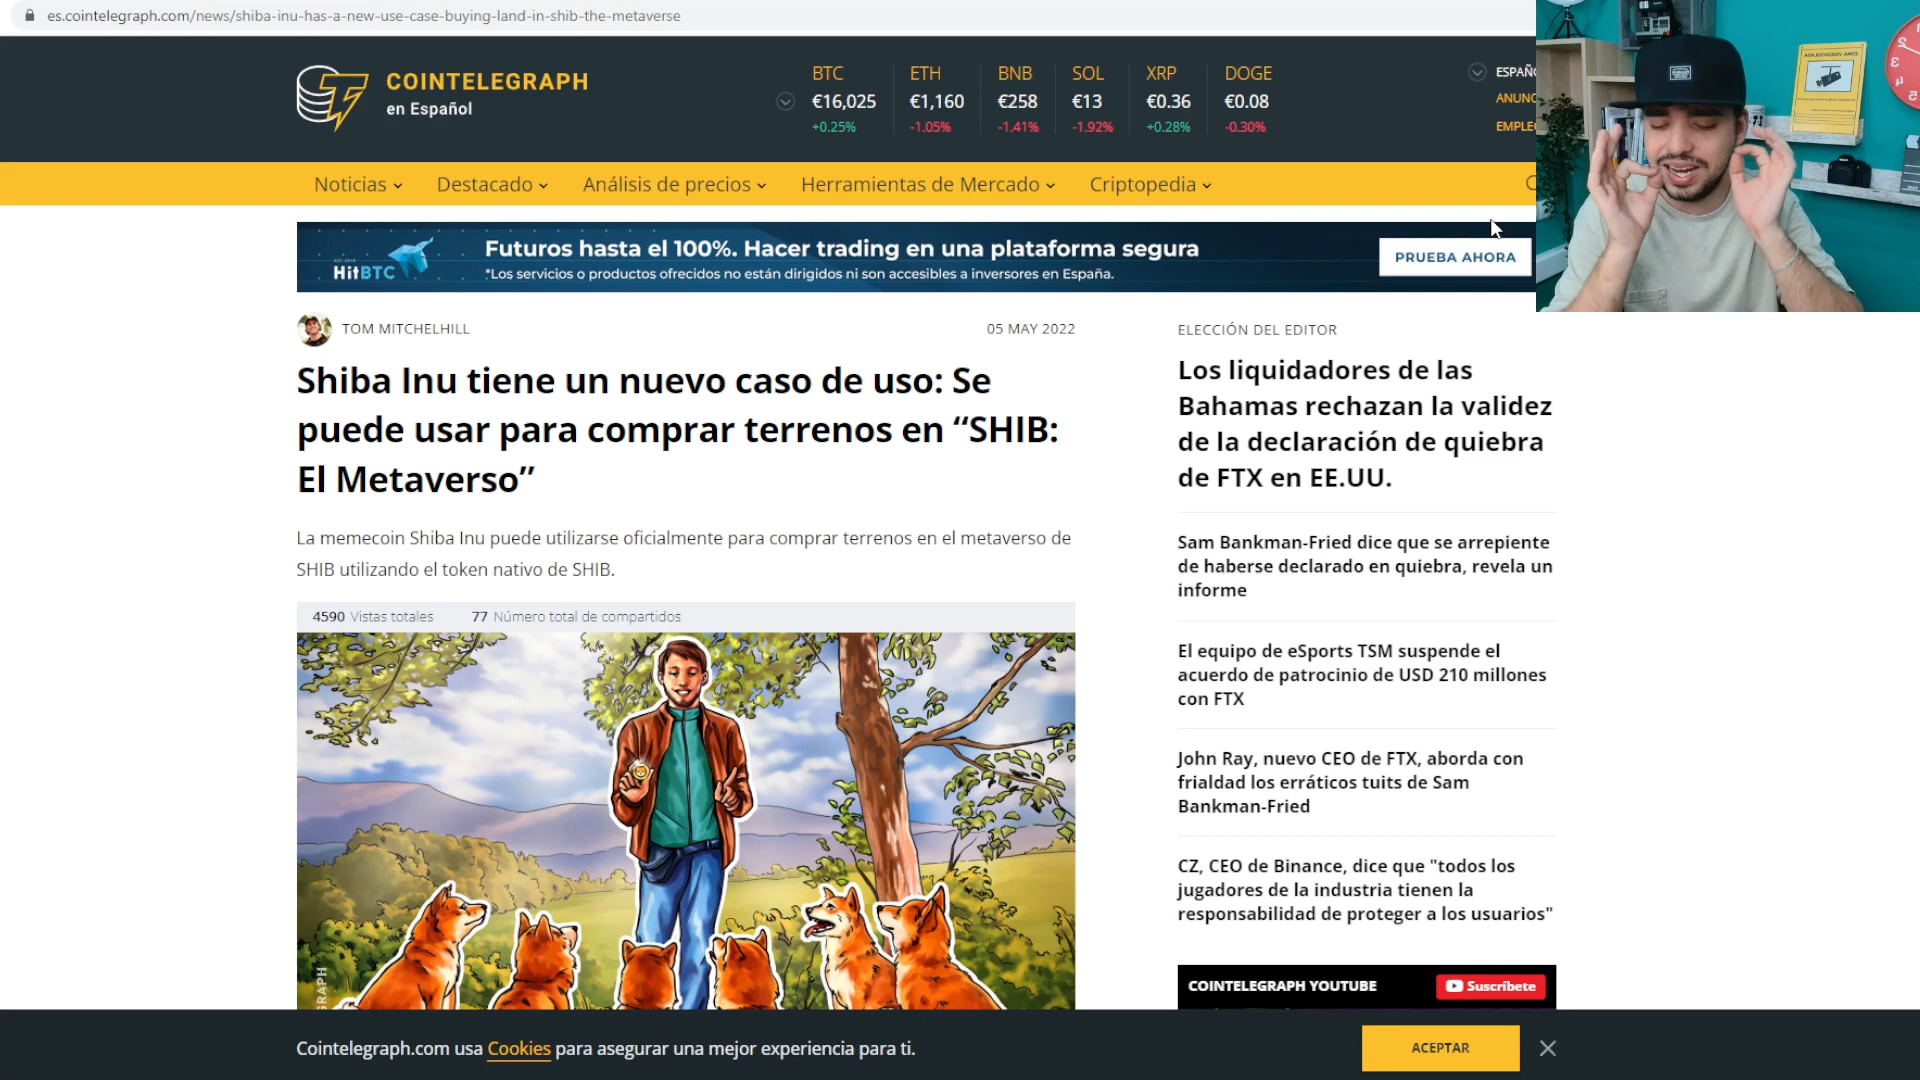 es.cointelegraph.com/news/shiba-inu-has-a-new-use-case-buying-land-in-shib-the-metaverse
COINTELEGRAPH
en Español
BTC ETH BNB SOL XRP DOGE
€16,025 €1,160 €258 €13 €0.36 €0.08
+0.25% -1.05% -1.41% -1.92% +0.28% -0.30%
Noticias Destacado Análisis de precios Herramientas de Mercado Criptopedia
HitBTC
Futuros hasta el 100%. Hacer trading en una plataforma segura
*Los servicios o productos ofrecidos no están dirigidos ni son accesibles a inversores en España.
PRUEBA AHORA
TOM MITCHELHILL
05 MAY 2022
Shiba Inu tiene un nuevo caso de uso: Se
puede usar para comprar terrenos en “SHIB:
El Metaverso”
La memecoin Shiba Inu puede utilizarse oficialmente para comprar terrenos en el metaverso de
SHIB utilizando el token nativo de SHIB.
4590 Vistas totales 77 Número total de compartidos
ELECCIÓN DEL EDITOR
Los liquidadores de las
Bahamas rechazan la validez
de la declaración de quiebra
de FTX en EE.UU.
Sam Bankman-Fried dice que se arrepiente
de haberse declarado en quiebra, revela un
informe
El equipo de eSports TSM suspende el
acuerdo de patrocinio de USD 210 millones
con FTX
John Ray, nuevo CEO de FTX, aborda con
frialdad los erráticos tuits de Sam
Bankman-Fried
CZ, CEO de Binance, dice que "todos los
jugadores de la industria tienen la
responsabilidad de proteger a los usuarios"
COINTELEGRAPH YOUTUBE
Suscríbete
Cointelegraph.com usa Cookies para asegurar una mejor experiencia para ti.
ACEPTAR